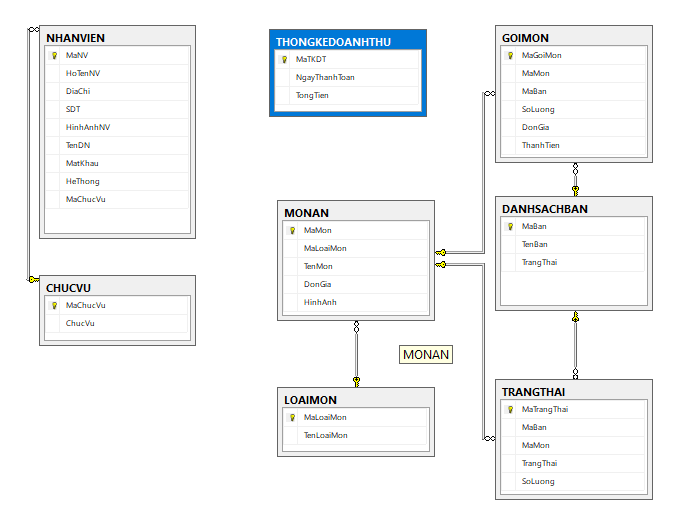 NHANVIEN
MaNV
HoTenNV
DiaChi
SDT
HinhAnhNV
TenDN
MatKhau
HeThong
MaChucVu
CHUCVU
MaChucVu
ChucVu
THONGKEDOANHTHU
MaTKDT
NgayThanhToan
TongTien
MONAN
MaMon
MaLoaiMon
TenMon
DonGia
HinhAnh
MONAN
LOAIMON
MaLoaiMon
TenLoaiMon
GOIMON
MaGoiMon
MaMon
MaBan
SoLuong
DonGia
ThanhTien
DANHSACHBAN
MaBan
TenBan
TrangThai
TRANGTHAI
MaTrangThai
MaBan
MaMon
TrangThai
SoLuong